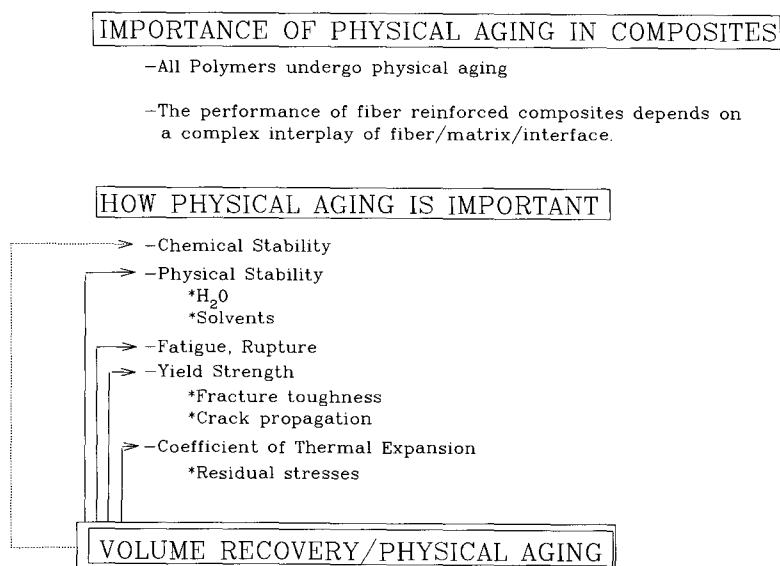 IMPORTANCE OF PHYSICAL AGING IN COMPOSITES
-All Polymers undergo physical aging
-The performance of fiber reinforced composites depends on
a complex interplay of fiber/matrix/interface.
HOW PHYSICAL AGING IS IMPORTANT
-Chemical Stability
-Physical Stability
*H₂0
*Solvents
-Fatigue, Rupture
-Yield Strength
*Fracture toughness
*Crack propagation
-Coefficient of Thermal Expansion
*Residual stresses
VOLUME RECOVERY/PHYSICAL AGING